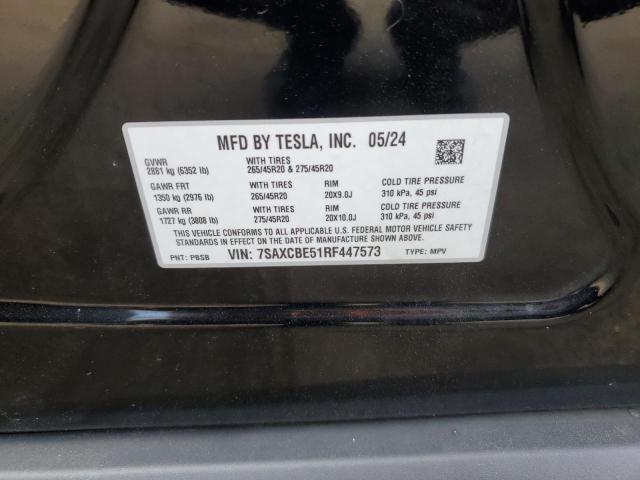 MFD BY TESLA, INC. 05/24
GVWR
2881 kg (6352 lb)
WITH TIRES
265/45R20 & 275/45R20
GAWR FRT
1350 kg (2976 lb)
WITH TIRES
265/45R20
20X9.0J
COLD TIRE PRESSURE
310 kPa, 45 psi
GAWR RR
1727 kg (3808 lb)
WITH TIRES
275/45R20
20X10.0J
COLD TIRE PRESSURE
310 kPa, 45 psi
THIS VEHICLE CONFORMS TO ALL APPLICABLE U.S. FEDERAL MOTOR VEHICLE SAFETY
STANDARDS IN EFFECT ON THE DATE OF MANUFACTURE SHOWN ABOVE.
PNT: PBSB VIN: 7SAXCBE51RF447573 TYPE: MPV